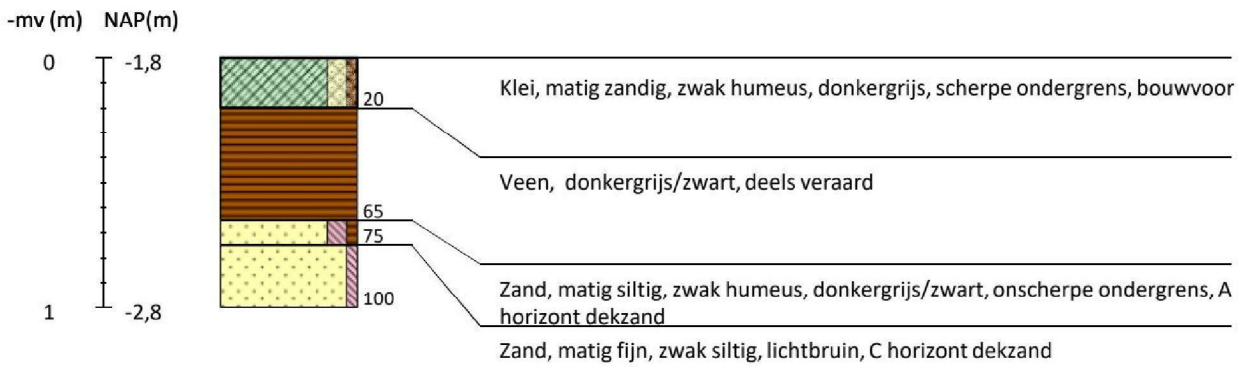 -mv (m) NAP(m)
0 -1,8
Klei, matig zandig, zwak humeus, donkergrijs, scherpe ondergrens, bouwvoor
20
Veen, donkergrijs/zwart, deels veraard
65
75
Zand, matig siltig, zwak humeus, donkergrijs/zwart, onscherpe ondergrens, A
horizont dekzand
100
1 -2,8
Zand, matig fijn, zwak siltig, lichtbruin, C horizont dekzand